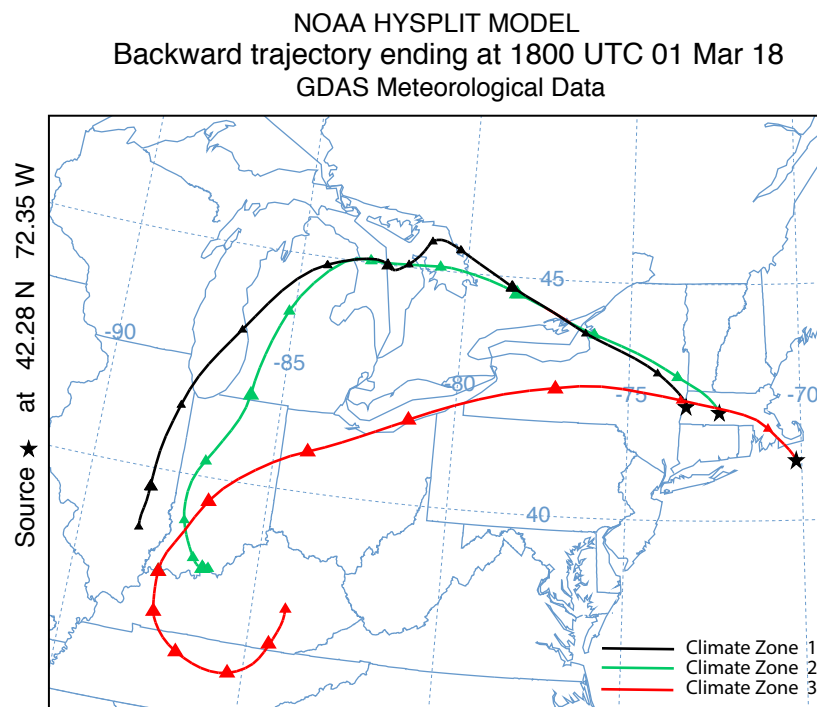 NOAA HYSPLIT MODEL
Backward trajectory ending at 1800 UTC 01 Mar 18
GDAS Meteorological Data
Source ★ at 42.28 N 72.35 W
-90
-85
-80
-75
-70
45
40
Climate Zone 1
Climate Zone 2
Climate Zone 3